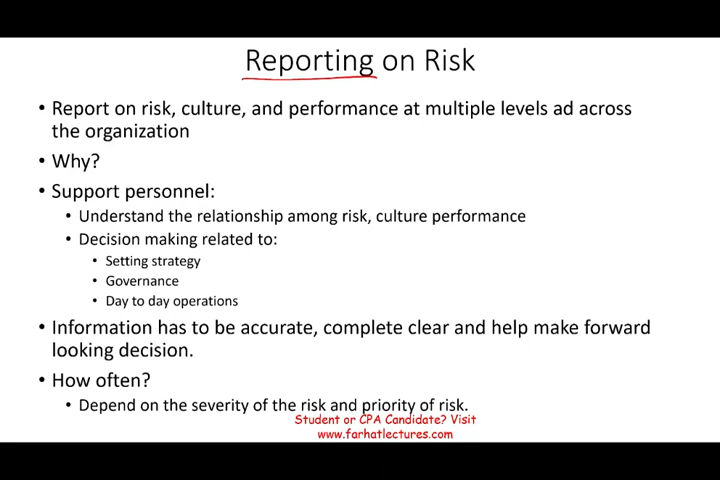 Reporting on Risk
• Report on risk, culture, and performance at multiple levels ad across
the organization
• Why?
• Support personnel:
• Understand the relationship among risk, culture performance
• Decision making related to:
• Setting strategy
• Governance
• Day to day operations
• Information has to be accurate, complete clear and help make forward
looking decision.
• How often?
• Depend on the severity of the risk and priority of risk.
Student or CPA Candidate? Visit
www.farhatlectures.com